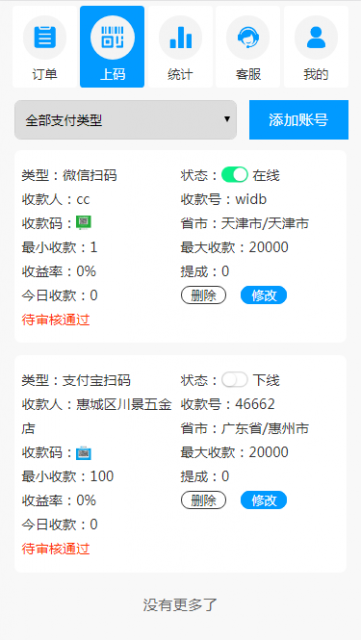 订单 上码 统计 客服 我的
全部支付类型 添加账号
类型：微信扫码 状态： 在线
收款人：cc 收款号：widb
收款码： 省市：天津市/天津市
最小收款：1 最大收款：20000
收益率：0% 提成：0
今日收款：0 删除 修改
待审核通过
类型：支付宝扫码 状态： 下线
收款人：惠城区川景五金 收款号：46662
店 省市：广东省/惠州市
收款码： 最大收款：20000
最小收款：100 提成：0
收益率：0% 删除 修改
今日收款：0
待审核通过
没有更多了